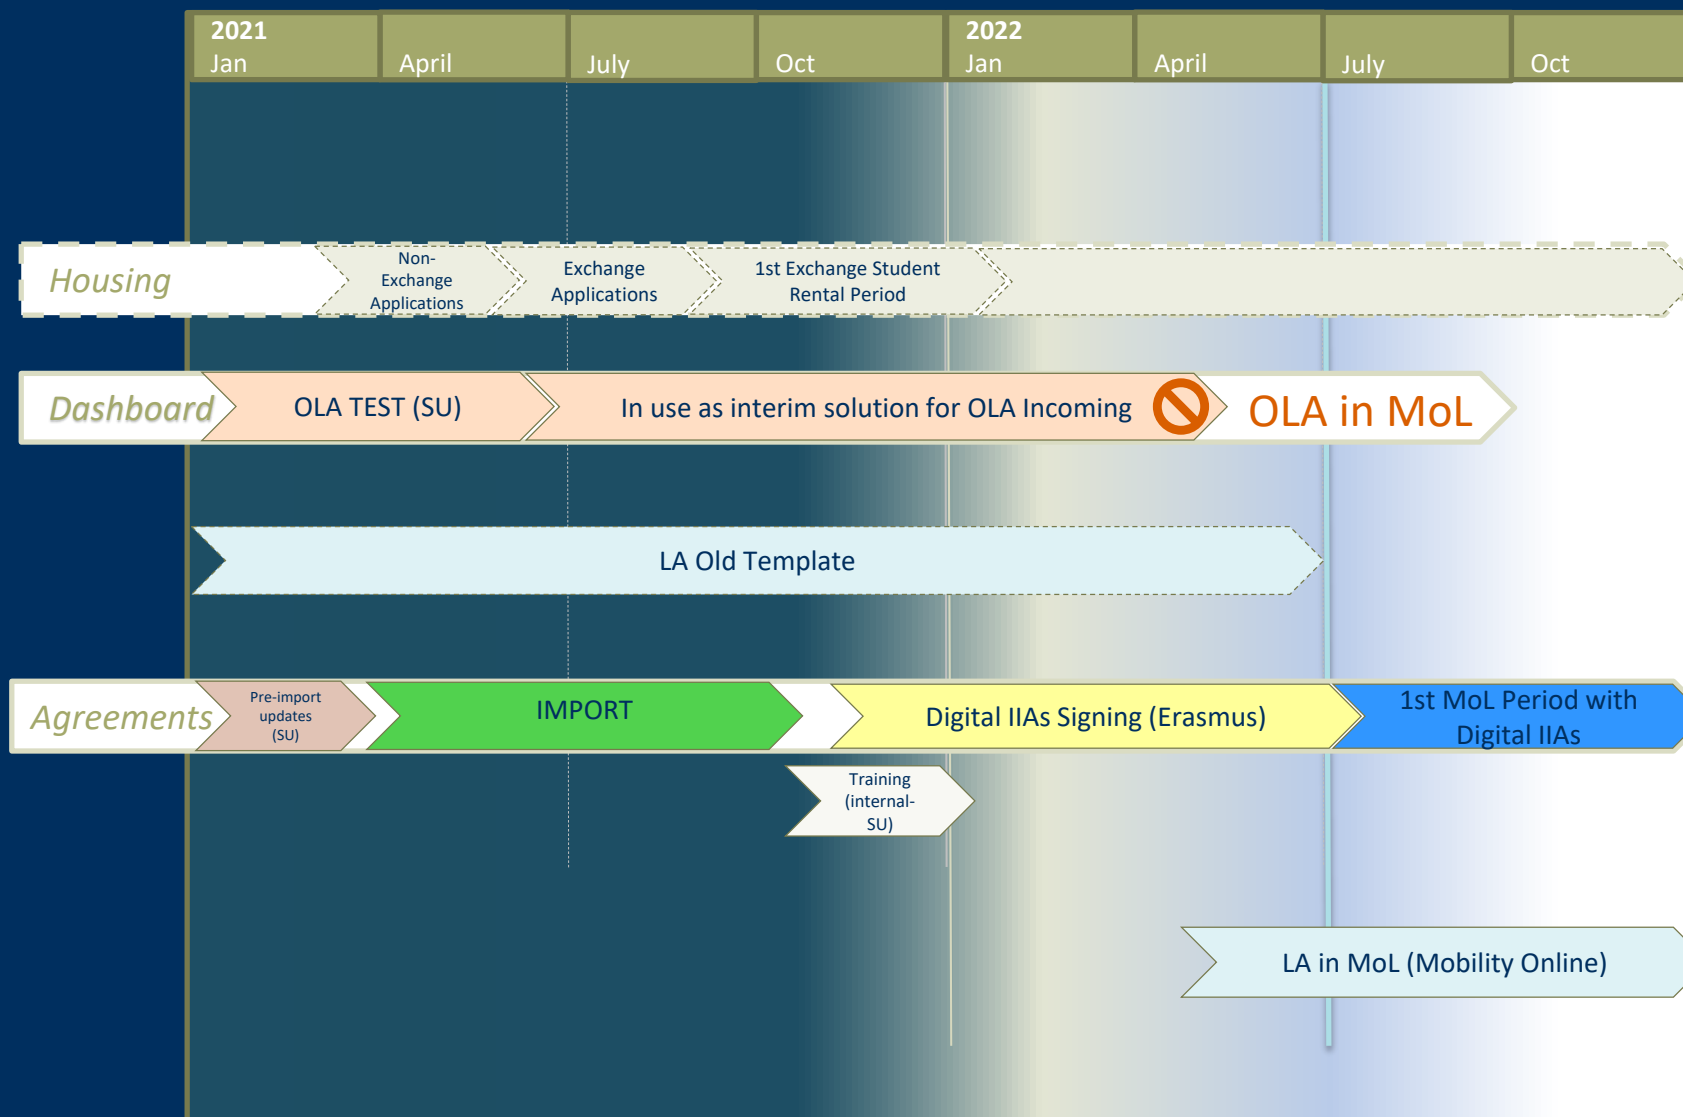 2021
2022
Jan
April
July
Oct
Jan
April
July
Oct
Housing
Non-
Exchange
Applications
Exchange
Applications
1st Exchange Student
Rental Period
Dashboard
OLA TEST (SU)
In use as interim solution for OLA Incoming
OLA in MoL
LA Old Template
Agreements
Pre-import
updates
(SU)
IMPORT
Digital IIAs Signing (Erasmus)
1st MoL Period with
Digital IIAs
Training
(internal-
SU)
LA in MoL (Mobility Online)